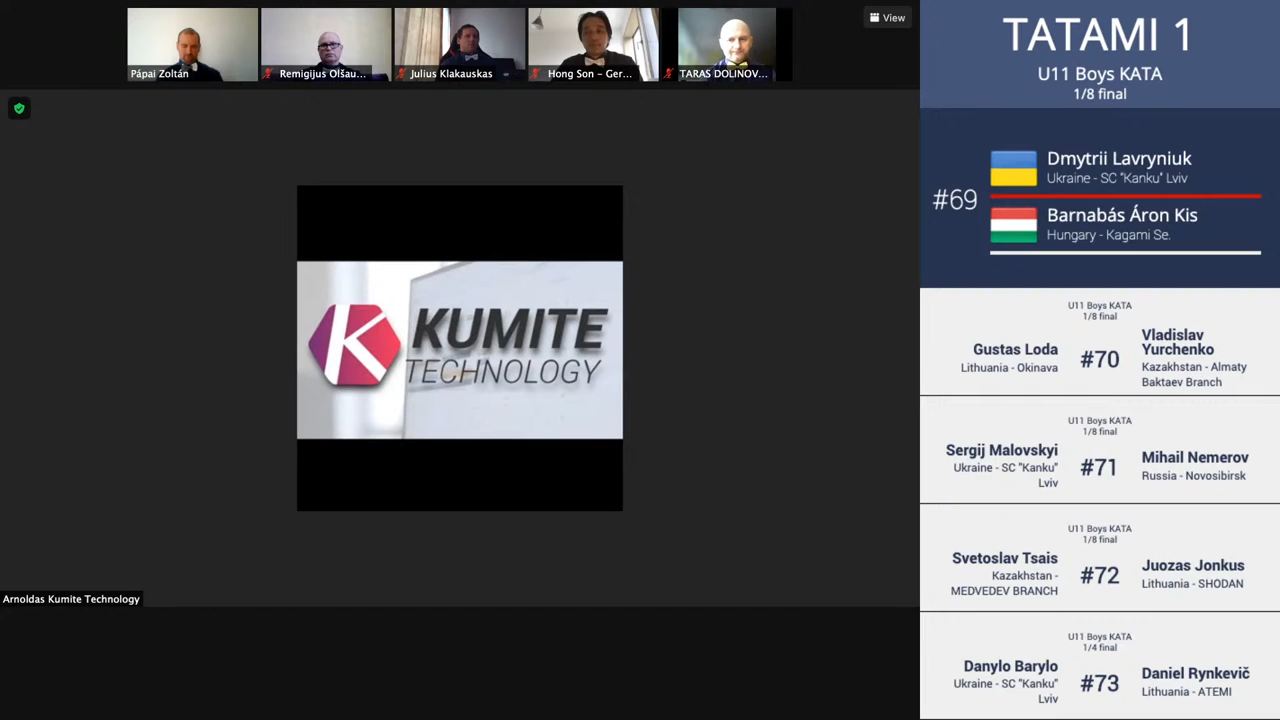 View
Pápai Zoltán
Remigijus Olšau...
Julius Klakauskas
Hong Son – Ger...
TARAS DOLINOV...
KUMITE
TECHNOLOGY
Arnoldas Kumite Technology
TATAMI 1
U11 Boys KATA
1/8 final
#69
Dmytrii Lavryniuk
Ukraine - SC "Kanku" Lviv
Barnabás Áron Kis
Hungary - Kagami Se.
U11 Boys KATA
1/8 final
Gustas Loda
Lithuania - Okinava
#70
Vladislav
Yurchenko
Kazakhstan - Almaty
Baktaev Branch
U11 Boys KATA
1/8 final
Sergij Malovskyi
Ukraine - SC "Kanku"
Lviv
#71
Mihail Nemerov
Russia - Novosibirsk
U11 Boys KATA
1/8 final
Svetoslav Tsais
Kazakhstan -
MEDVEDEV BRANCH
#72
Juozas Jonkus
Lithuania - SHODAN
U11 Boys KATA
1/4 final
Danylo Barylo
Ukraine - SC "Kanku"
Lviv
#73
Daniel Rynkevič
Lithuania - ATEMI